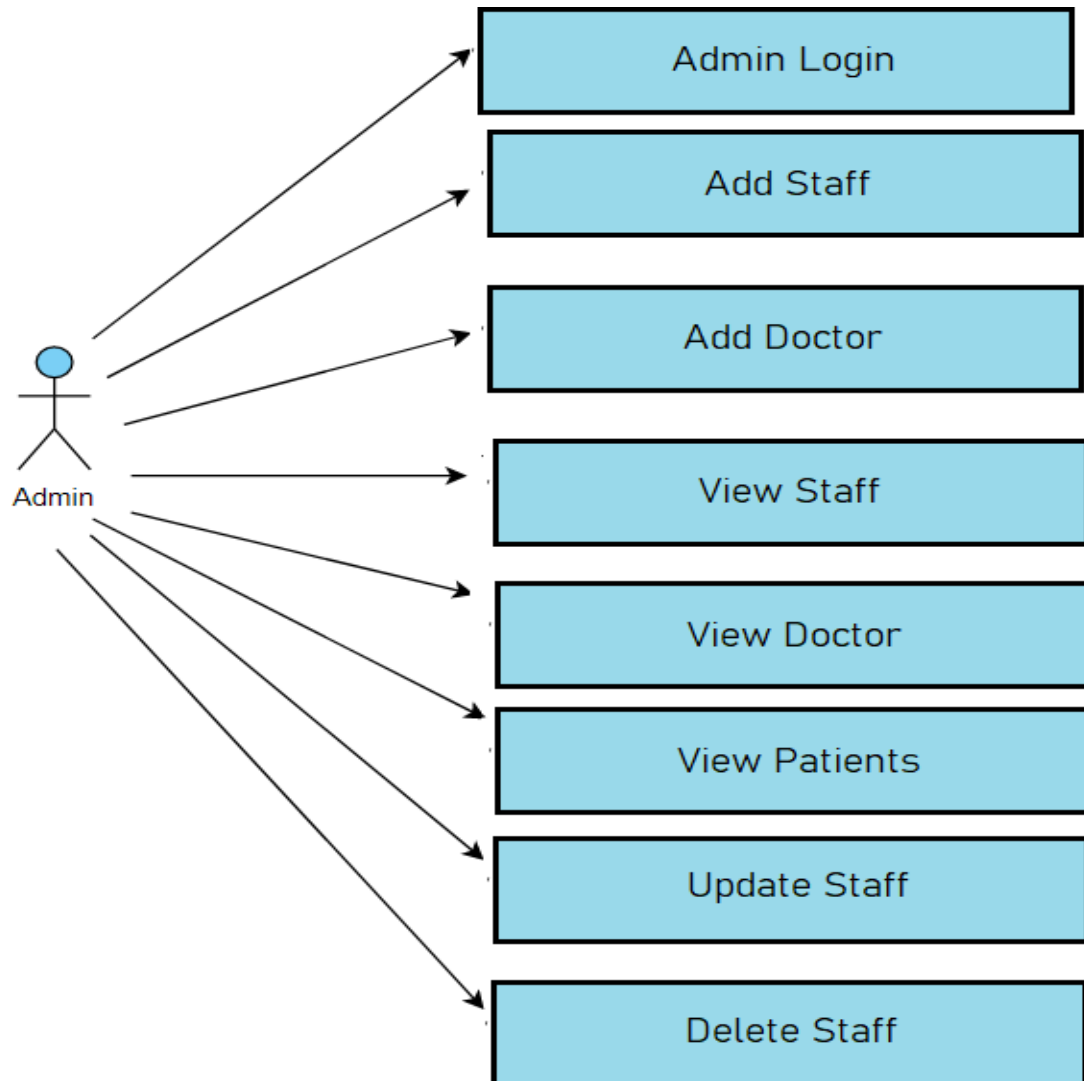 Admin Login
Add Staff
Add Doctor
View Staff
Admin
View Doctor
View Patients
Update Staff
Delete Staff